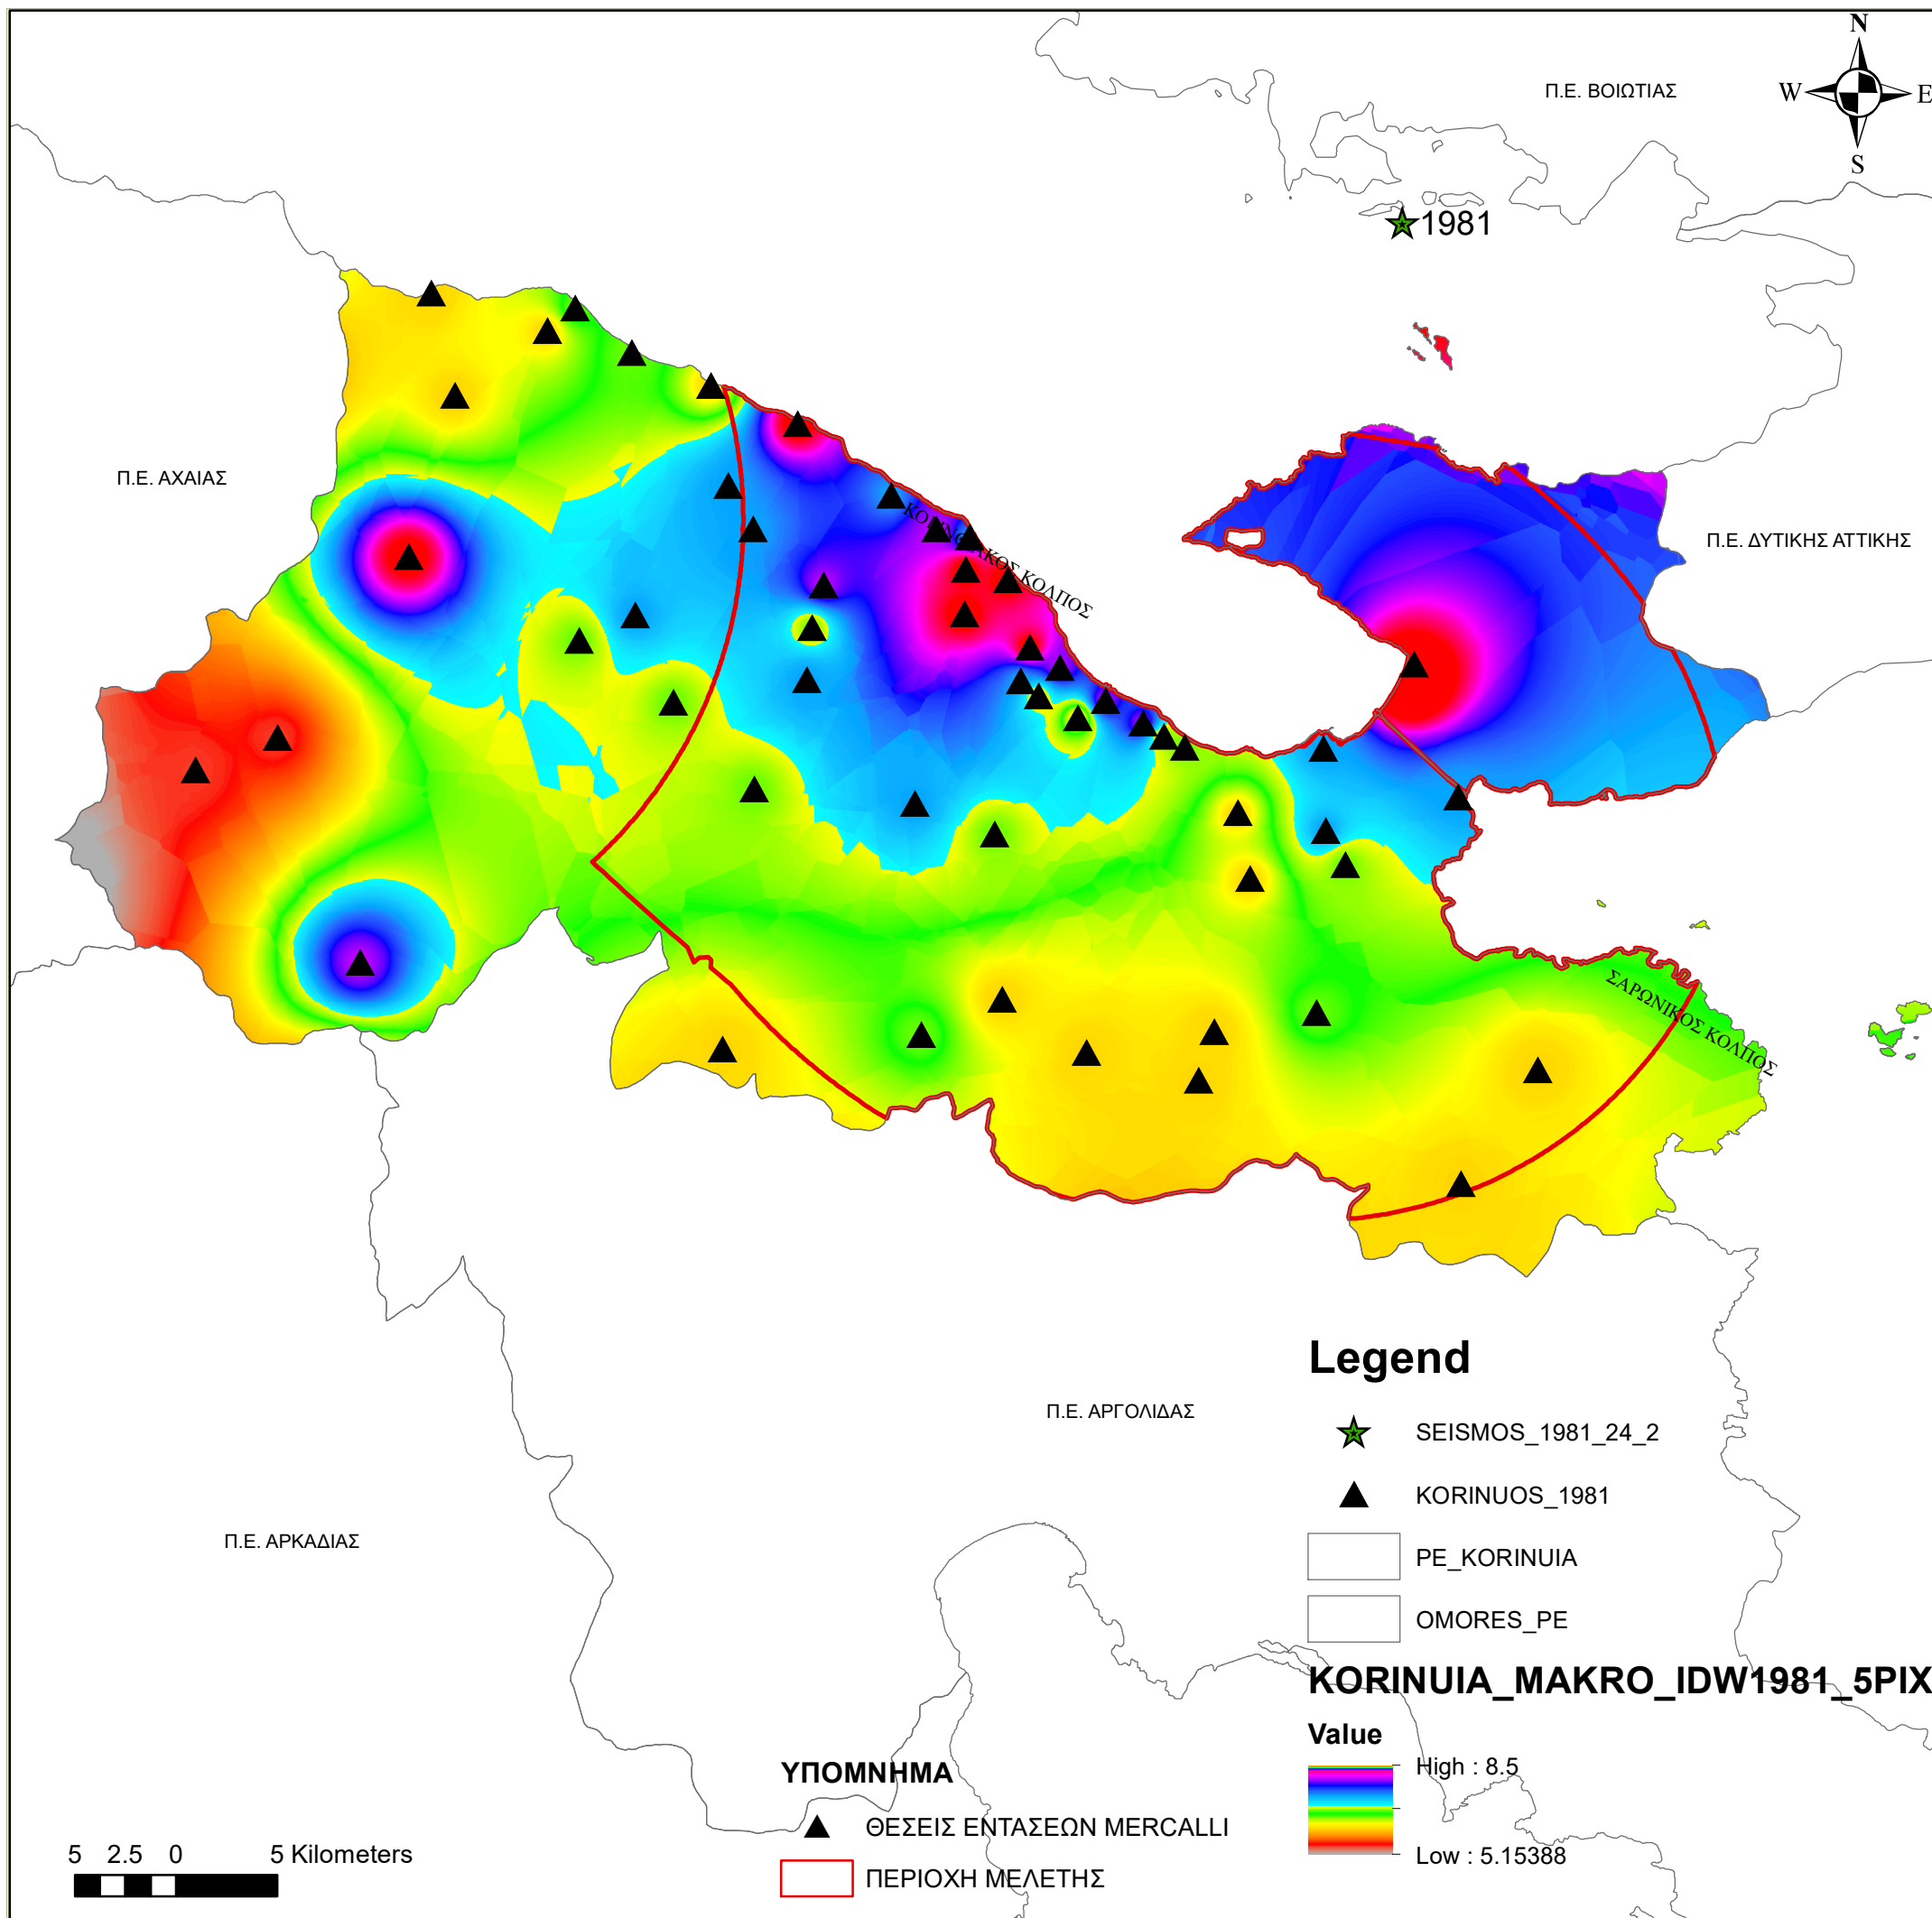 N
Π.Ε. ΒΟΙΩΤΙΑΣ
W
E
S
1981
Π.Ε. ΑΧΑΙΑΣ
ΚΟΡΙΝΘΙΑΚΟΣ ΚΟΛΠΟΣ
Π.Ε. ΔΥΤΙΚΗΣ ΑΤΤΙΚΗΣ
ΣΑΡΩΝΙΚΟΣ ΚΟΛΠΟΣ
Legend
SEISMOS_1981_24_2
Π.Ε. ΑΡΓΟΛΙΔΑΣ
KORINUOS_1981
Π.Ε. ΑΡΚΑΔΙΑΣ
PE_KORINUIA
OMORES_PE
KORINUIA_MAKRO_IDW1981_5PIX
Value
High : 8.5
Low : 5.15388
ΥΠΟΜΝΗΜΑ
ΘΕΣΕΙΣ ΕΝΤΑΣΕΩΝ MERCALLI
ΠΕΡΙΟΧΗ ΜΕΛΕΤΗΣ
5 2.5 0 5 Kilometers